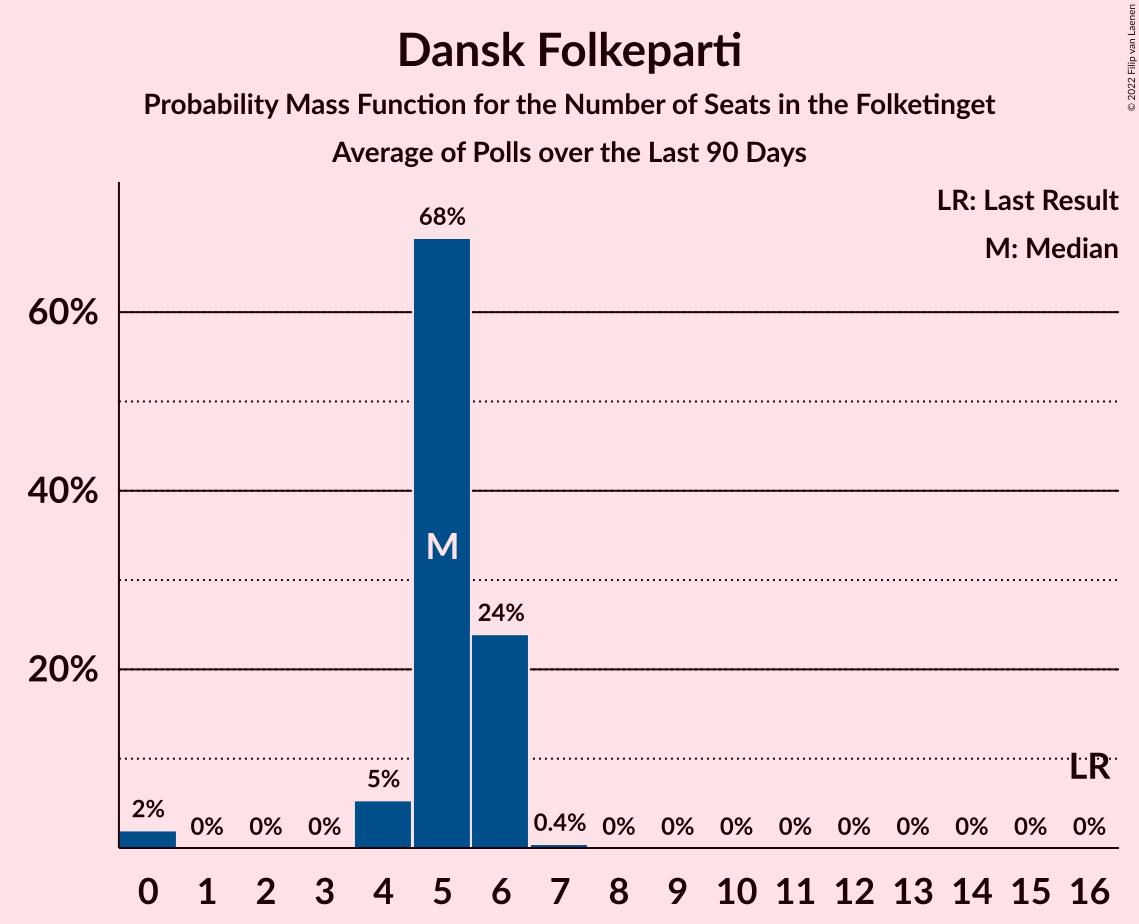 Dansk Folkeparti
Probability Mass Function for the Number of Seats in the Folketinget
Average of Polls over the Last 90 Days
© 2022 Filip van Laenen
LR: Last Result
M: Median
68%
60%
40%
M
24%
20%
LR
5%
2%
0% 0% 0% 0.4% 0% 0% 0% 0% 0% 0% 0% 0% 0%
0 1 2 3 4 5 6 7 8 9 10 11 12 13 14 15 16